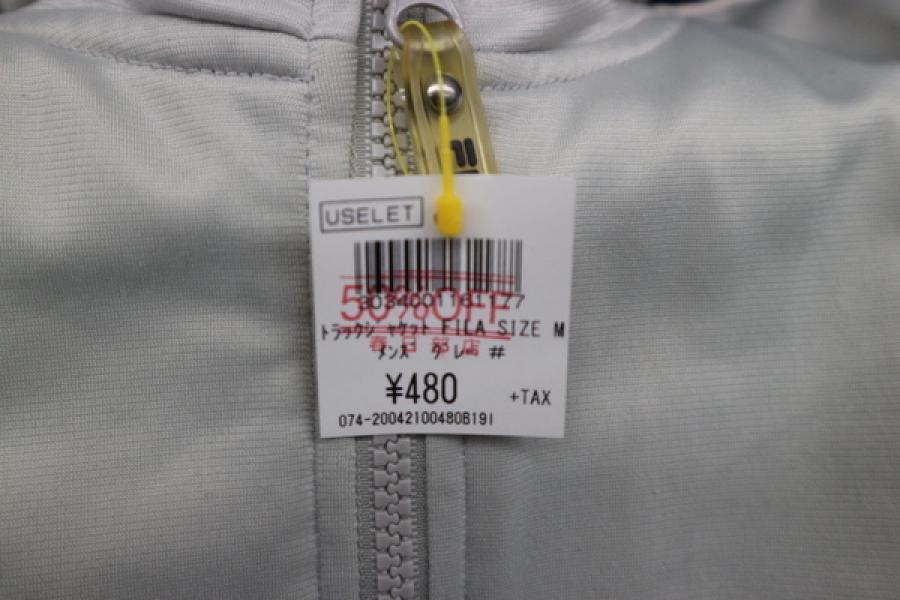 USELET
8034001161177
50%OFF
トラックジャケット FILA SIZE M
春日部店
メンズ グレー #
¥480 +TAX
074-20042100480B191